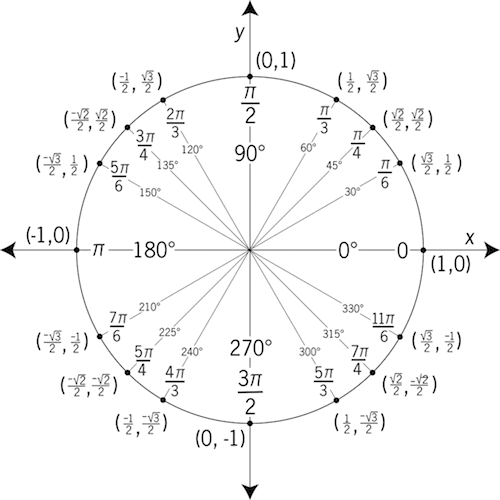 y
(0,1)
(-1/2, √3/2)
(1/2, √3/2)
π/2
2π/3
π/3
(-√2/2, √2/2)
(√2/2, √2/2)
3π/4
π/4
120°
90°
60°
(-√3/2, 1/2)
(√3/2, 1/2)
5π/6
135°
45°
π/6
150°
30°
(-1,0)
x
π
180°
0°
0
(1,0)
210°
330°
7π/6
11π/6
225°
315°
(-√3/2, -1/2)
(√3/2, -1/2)
240°
270°
300°
5π/4
7π/4
(-√2/2, -√2/2)
(√2/2, -√2/2)
4π/3
3π/2
5π/3
(-1/2, -√3/2)
(1/2, -√3/2)
(0, -1)